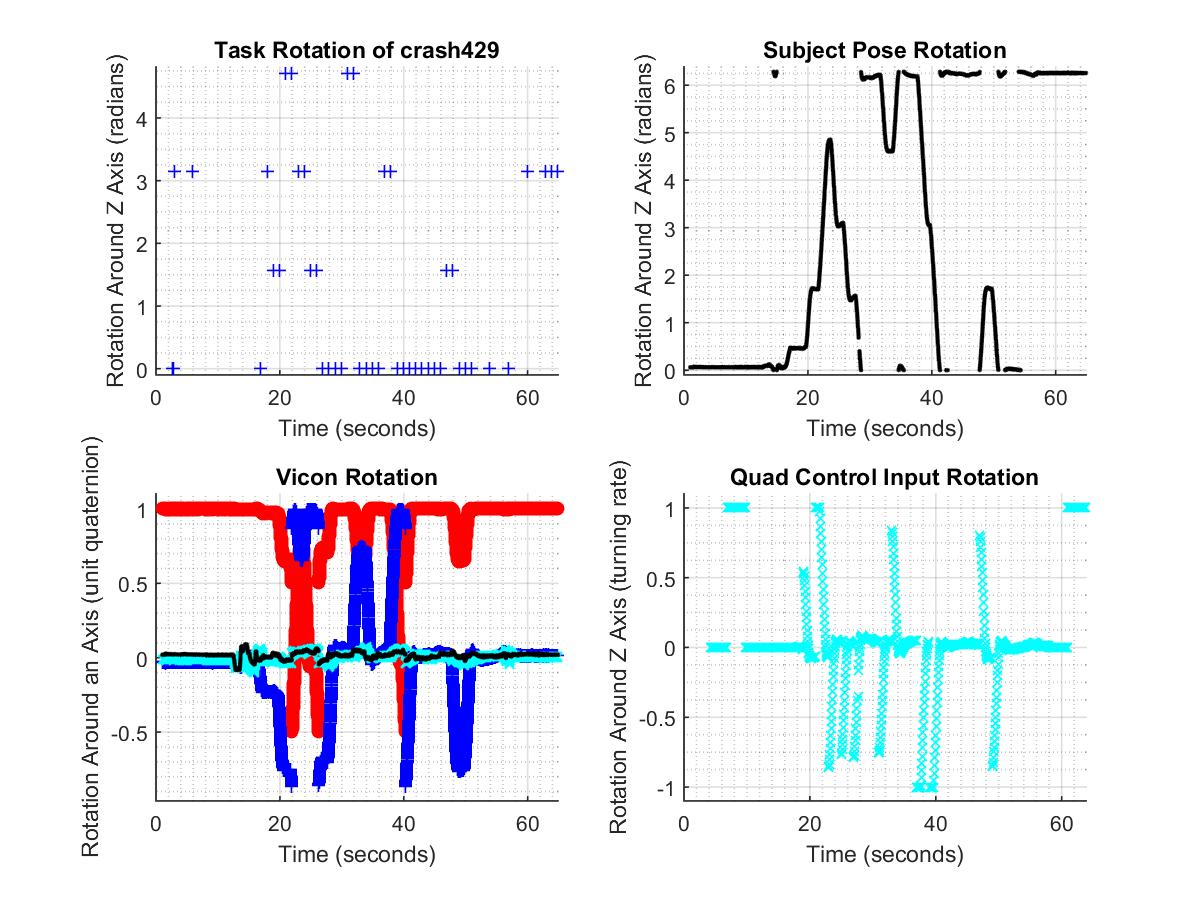 Task Rotation of crash429
Rotation Around Z Axis (radians)
4
3
2
1
0
0 20 40 60
Time (seconds)
Subject Pose Rotation
Rotation Around Z Axis (radians)
6
5
4
3
2
1
0
0 20 40 60
Time (seconds)
Vicon Rotation
Rotation Around an Axis (unit quaternion)
1
0.5
0
-0.5
0 20 40 60
Time (seconds)
Quad Control Input Rotation
Rotation Around Z Axis (turning rate)
1
0.5
0
-0.5
-1
0 20 40 60
Time (seconds)